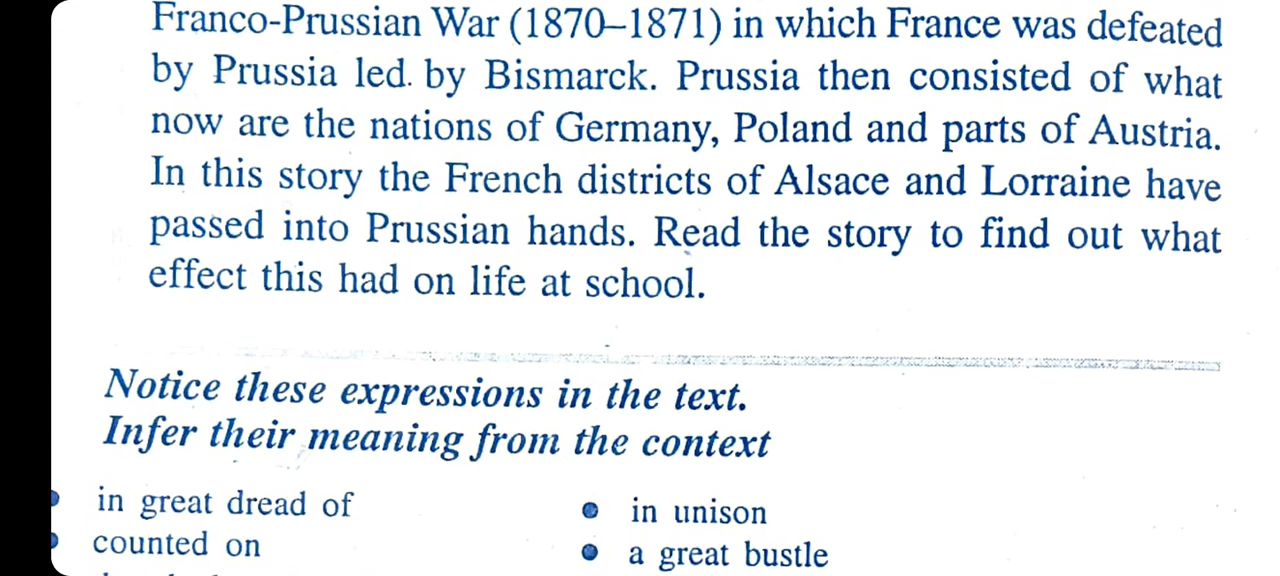 Franco-Prussian War (1870–1871) in which France was defeated
by Prussia led. by Bismarck. Prussia then consisted of what
now are the nations of Germany, Poland and parts of Austria.
In this story the French districts of Alsace and Lorraine have
passed into Prussian hands. Read the story to find out what
effect this had on life at school.
Notice these expressions in the text.
Infer their meaning from the context
• in great dread of
• counted on
• in unison
• a great bustle